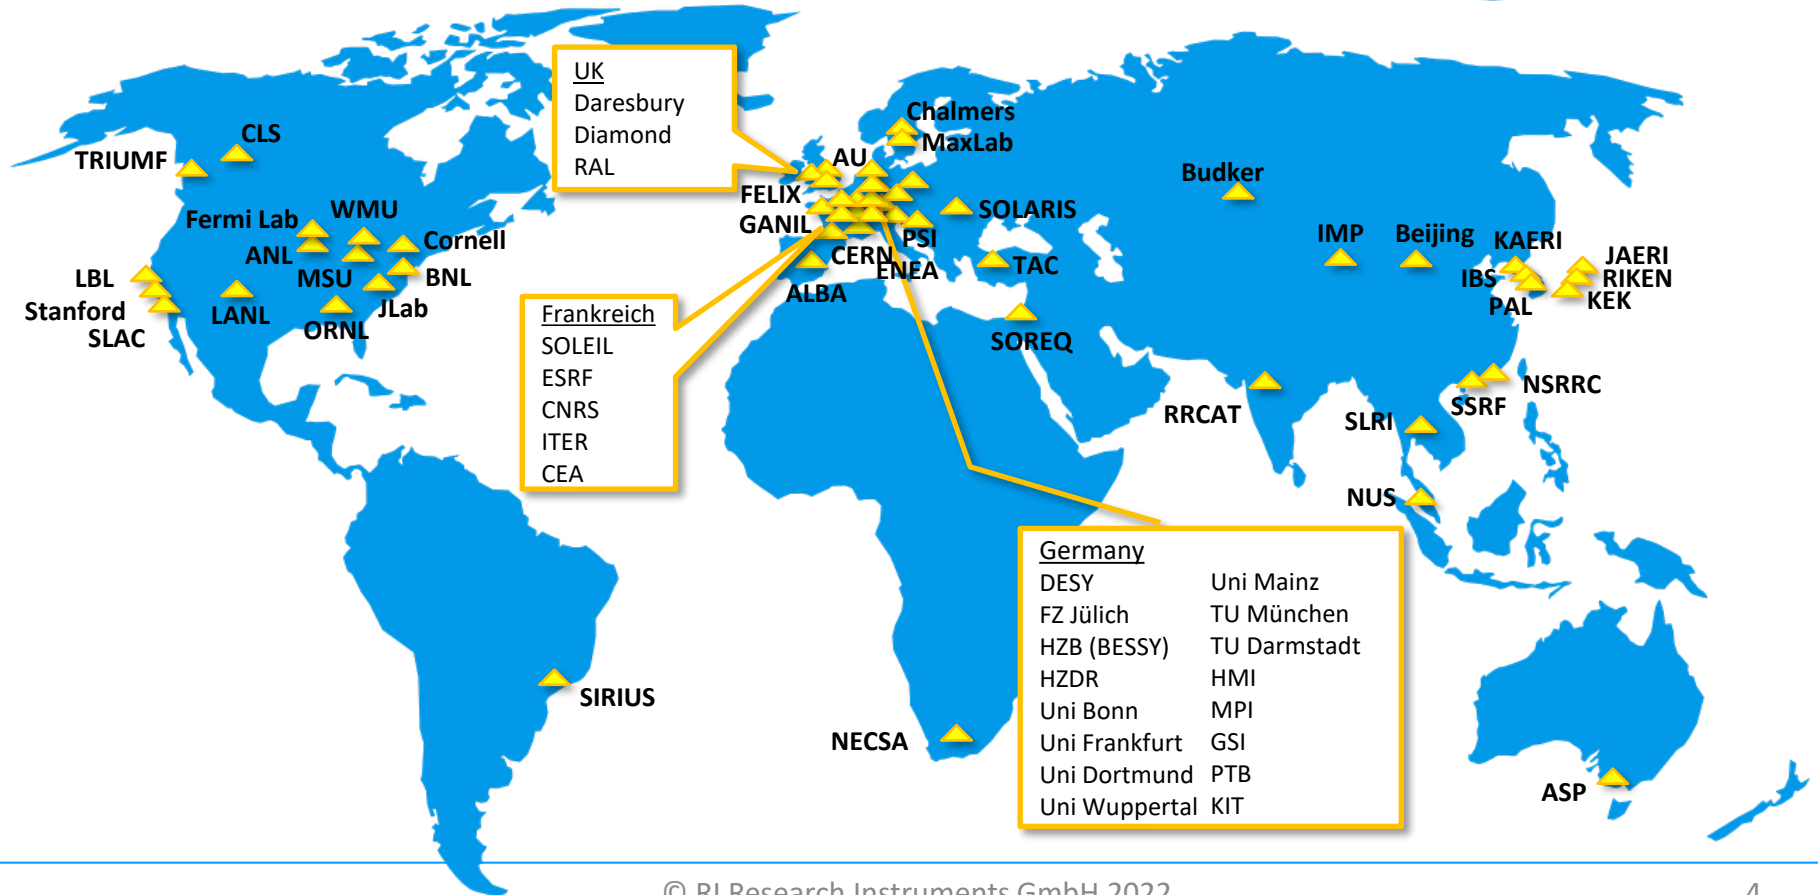 UK
Daresbury
Diamond
RAL
Chalmers
MaxLab
CLS
TRIUMF
AU
Budker
FELIX
WMU
Fermi Lab
SOLARIS
GANIL
PSI
Cornell
ANL
IMP
Beijing
KAERI
JAERI
CERN
ENEA
TAC
LBL
MSU
BNL
IBS
RIKEN
ALBA
KEK
PAL
Stanford
LANL
JLab
SLAC
ORNL
SOREQ
Frankreich
SOLEIL
ESRF
CNRS
ITER
CEA
NSRRC
SSRF
RRCAT
SLRI
NUS
Germany
DESY Uni Mainz
FZ Jülich TU München
HZB (BESSY) TU Darmstadt
HZDR HMI
Uni Bonn MPI
Uni Frankfurt GSI
Uni Dortmund PTB
Uni Wuppertal KIT
SIRIUS
NECSA
ASP
© RI Research Instruments GmbH 2022
4